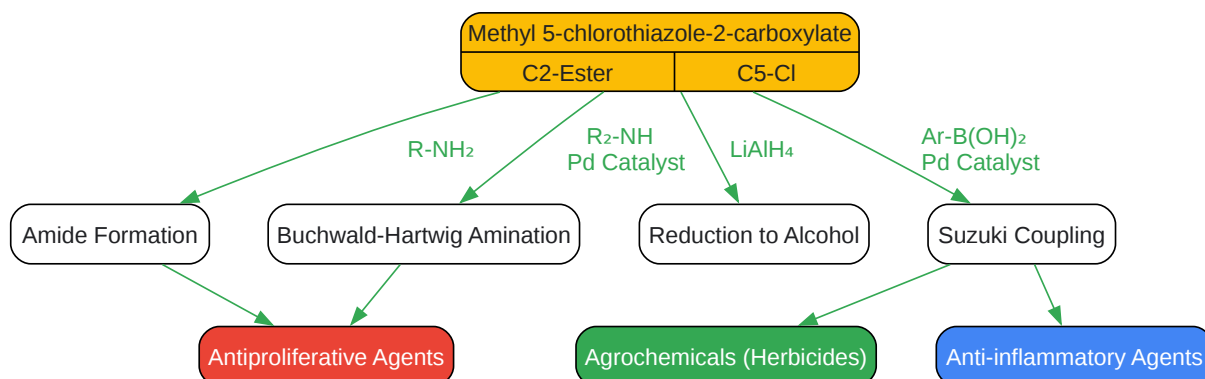 Methyl 5-chlorothiazole-2-carboxylate
C2-Ester
C5-Cl
R-NH₂
R₂-NH
Pd Catalyst
LiAlH₄
Ar-B(OH)₂
Pd Catalyst
Amide Formation
Buchwald-Hartwig Amination
Reduction to Alcohol
Suzuki Coupling
Antiproliferative Agents
Agrochemicals (Herbicides)
Anti-inflammatory Agents